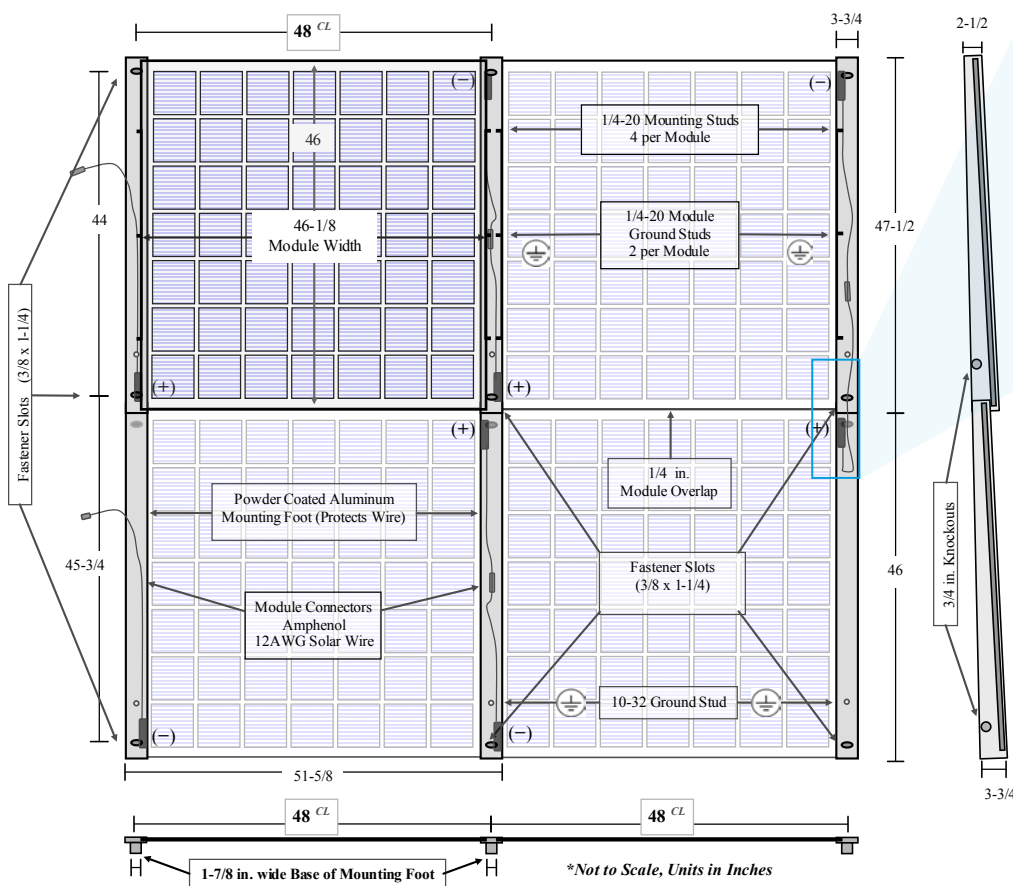 48 CL
3-3/4
2-1/2
(−)
(−)
46
1/4-20 Mounting Studs
4 per Module
44
46-1/8
Module Width
1/4-20 Module
Ground Studs
2 per Module
47-1/2
Fastener Slots (3/8 x 1-1/4)
(+)
(+)
(+)
(+)
1/4 in.
Module Overlap
Powder Coated Aluminum
Mounting Foot (Protects Wire)
45-3/4
Fastener Slots
(3/8 x 1-1/4)
46
3/4 in. Knockouts
Module Connectors
Amphenol
12AWG Solar Wire
10-32 Ground Stud
(−)
(−)
51-5/8
3-3/4
48 CL
48 CL
1-7/8 in. wide Base of Mounting Foot
*Not to Scale, Units in Inches